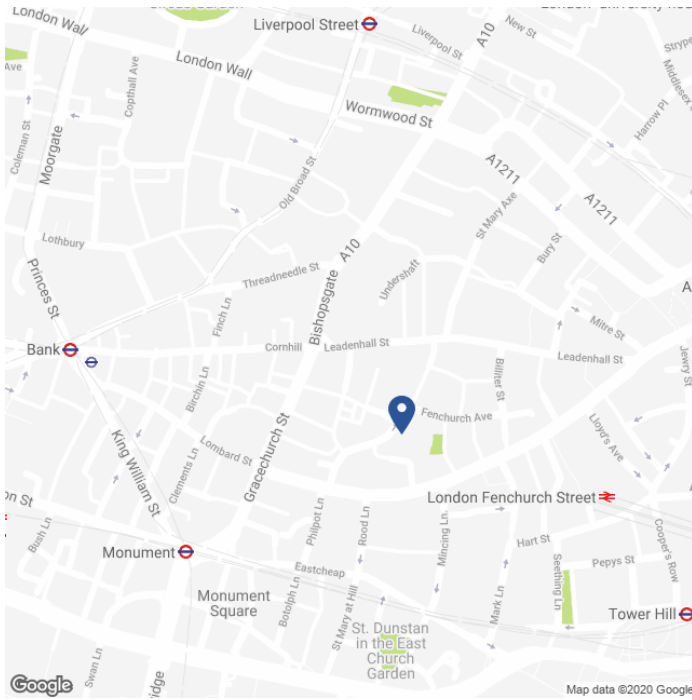 London Wall
Liverpool Street
Liverpool St
A10
New St
Strype
Middlesex
Ave
Copthall Ave
London Wall
Wormwood St
Harrow Pl
Coleman St
Moorgate
Old Broad St
A1211
A1211
St Mary Axe
Bury St
Lothbury
A10
Threadneedle St
Undershaft
Princes St
Finch Ln
Bishopsgate
Mitre St
A
Bank
Cornhill
Leadenhall St
Leadenhall St
Jewry St
Birchin Ln
Billiter St
Fenchurch Ave
Lloyd's Ave
King William St
Lombard St
Gracechurch St
Clements Ln
on St
London Fenchurch Street
Bush Ln
Philpot Ln
Rood Ln
Mincing Ln
Hart St
Cooper's Row
Monument
Eastcheap
Pepys St
Seething Ln
Monument
Square
Botolph Ln
St Mary at Hill
Mark Ln
Tower Hill
St. Dunstan
in the East
Church
Garden
Swan Ln
ridge
Google
Map data ©2020 Google